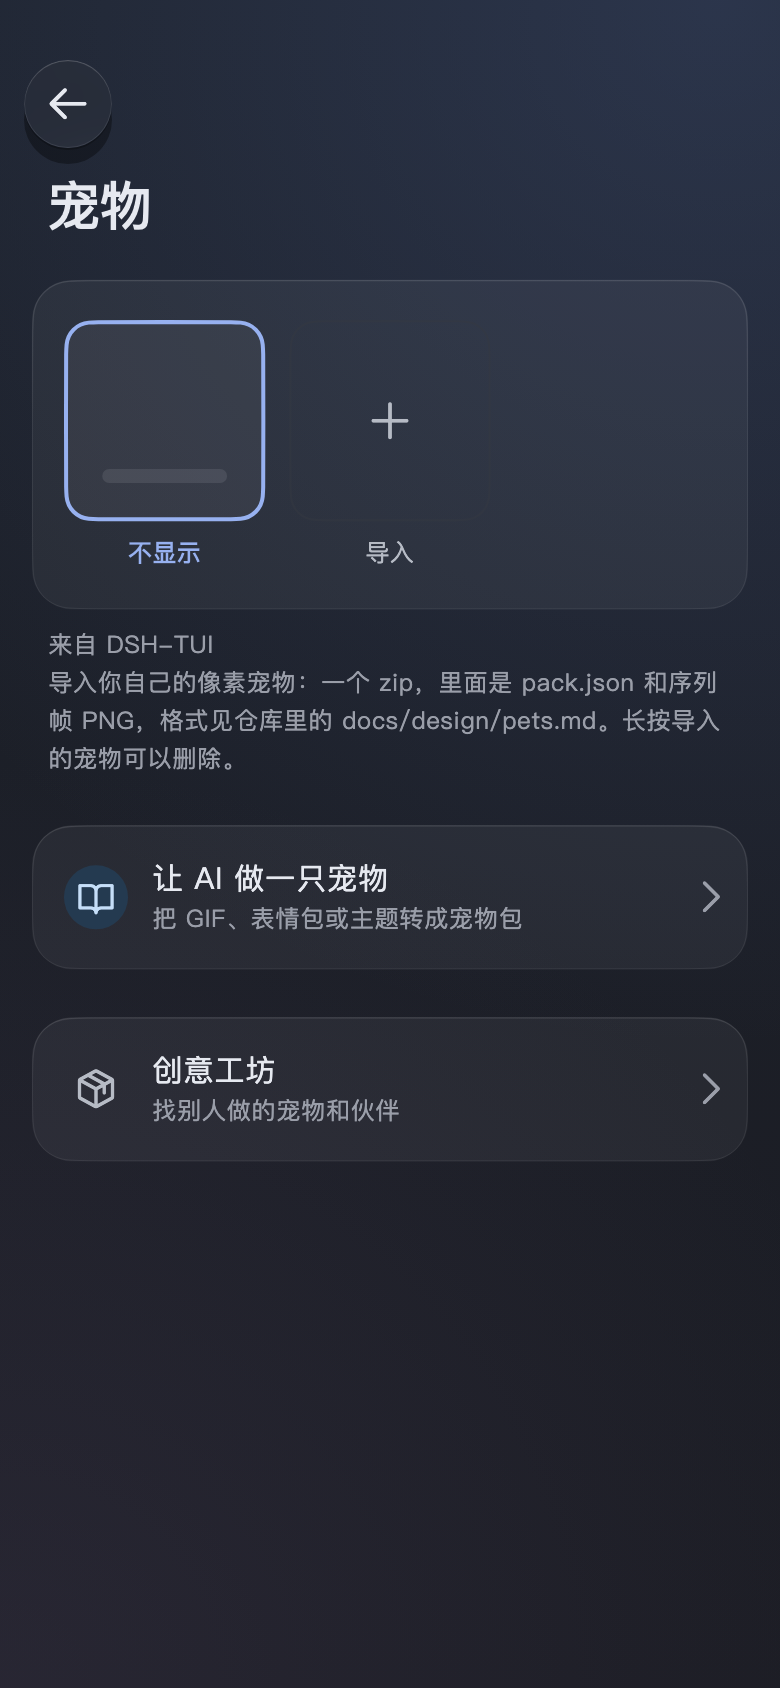 宠物
不显示
导入
来自 DSH-TUI
导入你自己的像素宠物：一个 zip，里面是 pack.json 和序列
帧 PNG，格式见仓库里的 docs/design/pets.md。长按导入
的宠物可以删除。
让 AI 做一只宠物
把 GIF、表情包或主题转成宠物包
创意工坊
找别人做的宠物和伙伴